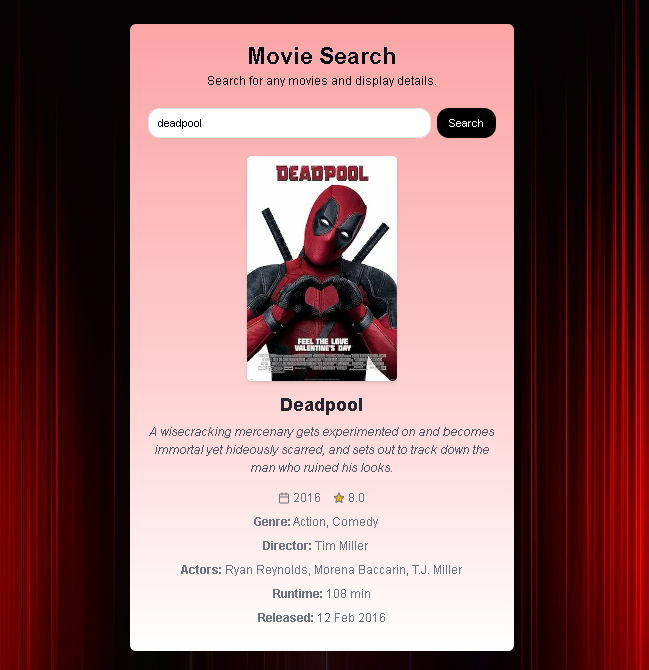 Movie Search
Search for any movies and display details.
deadpool
Search
DEADPOOL
FEEL THE LOVE
VALENTINE'S DAY
Deadpool
A wisecracking mercenary gets experimented on and becomes
immortal yet hideously scarred, and sets out to track down the
man who ruined his looks.
2016 8.0
Genre: Action, Comedy
Director: Tim Miller
Actors: Ryan Reynolds, Morena Baccarin, T.J. Miller
Runtime: 108 min
Released: 12 Feb 2016